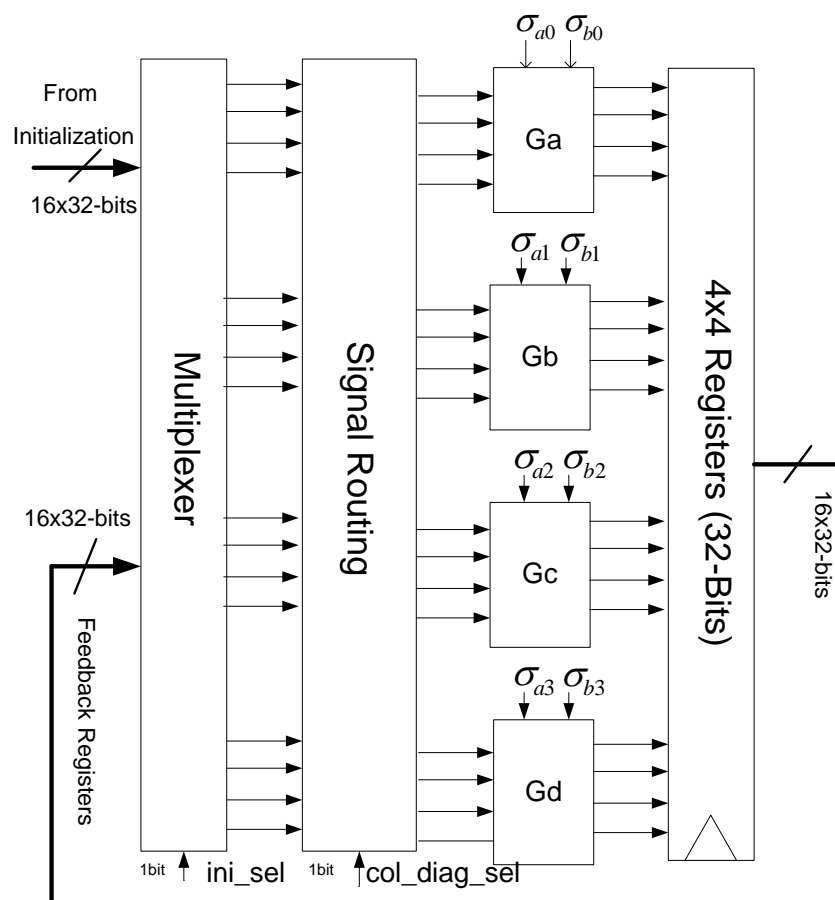 From
Initialization
16x32-bits
16x32-bits
Feedback Registers
Multiplexer
1bit
ini_sel
Signal Routing
1bit
col_diag_sel
σa0 σb0
Ga
σa1 σb1
Gb
σa2 σb2
Gc
σa3 σb3
Gd
4x4 Registers (32-Bits)
16x32-bits